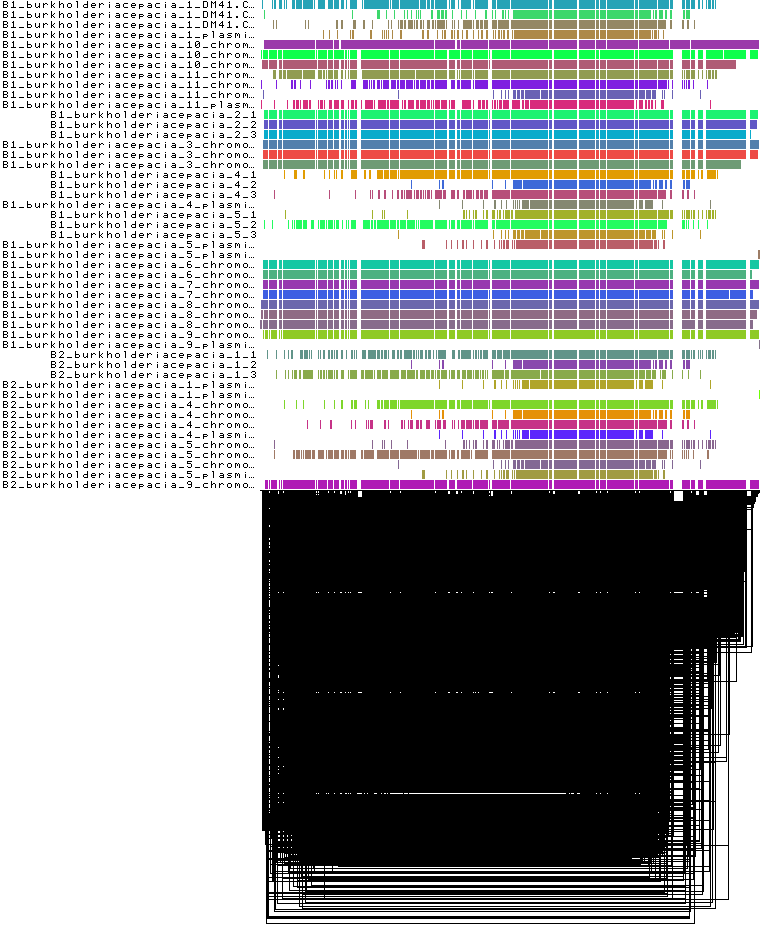 B1_burkholderiacepacia_1_DM41.C…
B1_burkholderiacepacia_1_DM41.C…
B1_burkholderiacepacia_1_DM41.C…
B1_burkholderiacepacia_1_plasmi…
B1_burkholderiacepacia_10_chrom…
B1_burkholderiacepacia_10_chrom…
B1_burkholderiacepacia_10_chrom…
B1_burkholderiacepacia_11_chrom…
B1_burkholderiacepacia_11_chrom…
B1_burkholderiacepacia_11_chrom…
B1_burkholderiacepacia_11_plasm…
B1_burkholderiacepacia_2_1
B1_burkholderiacepacia_2_2
B1_burkholderiacepacia_2_3
B1_burkholderiacepacia_3_chromo…
B1_burkholderiacepacia_3_chromo…
B1_burkholderiacepacia_3_chromo…
B1_burkholderiacepacia_4_1
B1_burkholderiacepacia_4_2
B1_burkholderiacepacia_4_3
B1_burkholderiacepacia_4_plasmi…
B1_burkholderiacepacia_5_1
B1_burkholderiacepacia_5_2
B1_burkholderiacepacia_5_3
B1_burkholderiacepacia_5_plasmi…
B1_burkholderiacepacia_5_plasmi…
B1_burkholderiacepacia_6_chromo…
B1_burkholderiacepacia_6_chromo…
B1_burkholderiacepacia_7_chromo…
B1_burkholderiacepacia_7_chromo…
B1_burkholderiacepacia_8_chromo…
B1_burkholderiacepacia_8_chromo…
B1_burkholderiacepacia_8_chromo…
B1_burkholderiacepacia_9_chromo…
B1_burkholderiacepacia_9_plasmi…
B2_burkholderiacepacia_1_1
B2_burkholderiacepacia_1_2
B2_burkholderiacepacia_1_3
B2_burkholderiacepacia_1_plasmi…
B2_burkholderiacepacia_1_plasmi…
B2_burkholderiacepacia_4_chromo…
B2_burkholderiacepacia_4_chromo…
B2_burkholderiacepacia_4_chromo…
B2_burkholderiacepacia_4_plasmi…
B2_burkholderiacepacia_5_chromo…
B2_burkholderiacepacia_5_chromo…
B2_burkholderiacepacia_5_chromo…
B2_burkholderiacepacia_5_plasmi…
B2_burkholderiacepacia_9_chromo…